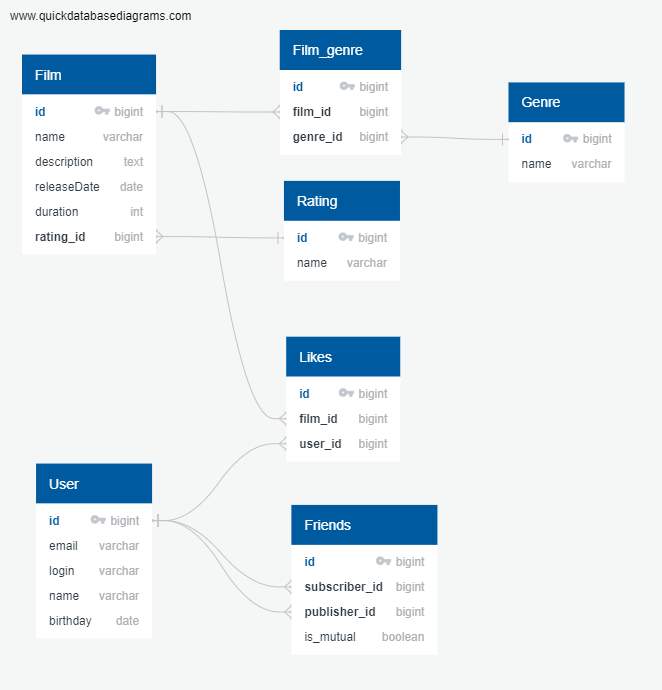 www.quickdatabasediagrams.com
Film
id bigint
name varchar
description text
releaseDate date
duration int
rating_id bigint
Film_genre
id bigint
film_id bigint
genre_id bigint
Genre
id bigint
name varchar
Rating
id bigint
name varchar
Likes
id bigint
film_id bigint
user_id bigint
User
id bigint
email varchar
login varchar
name varchar
birthday date
Friends
id bigint
subscriber_id bigint
publisher_id bigint
is_mutual boolean